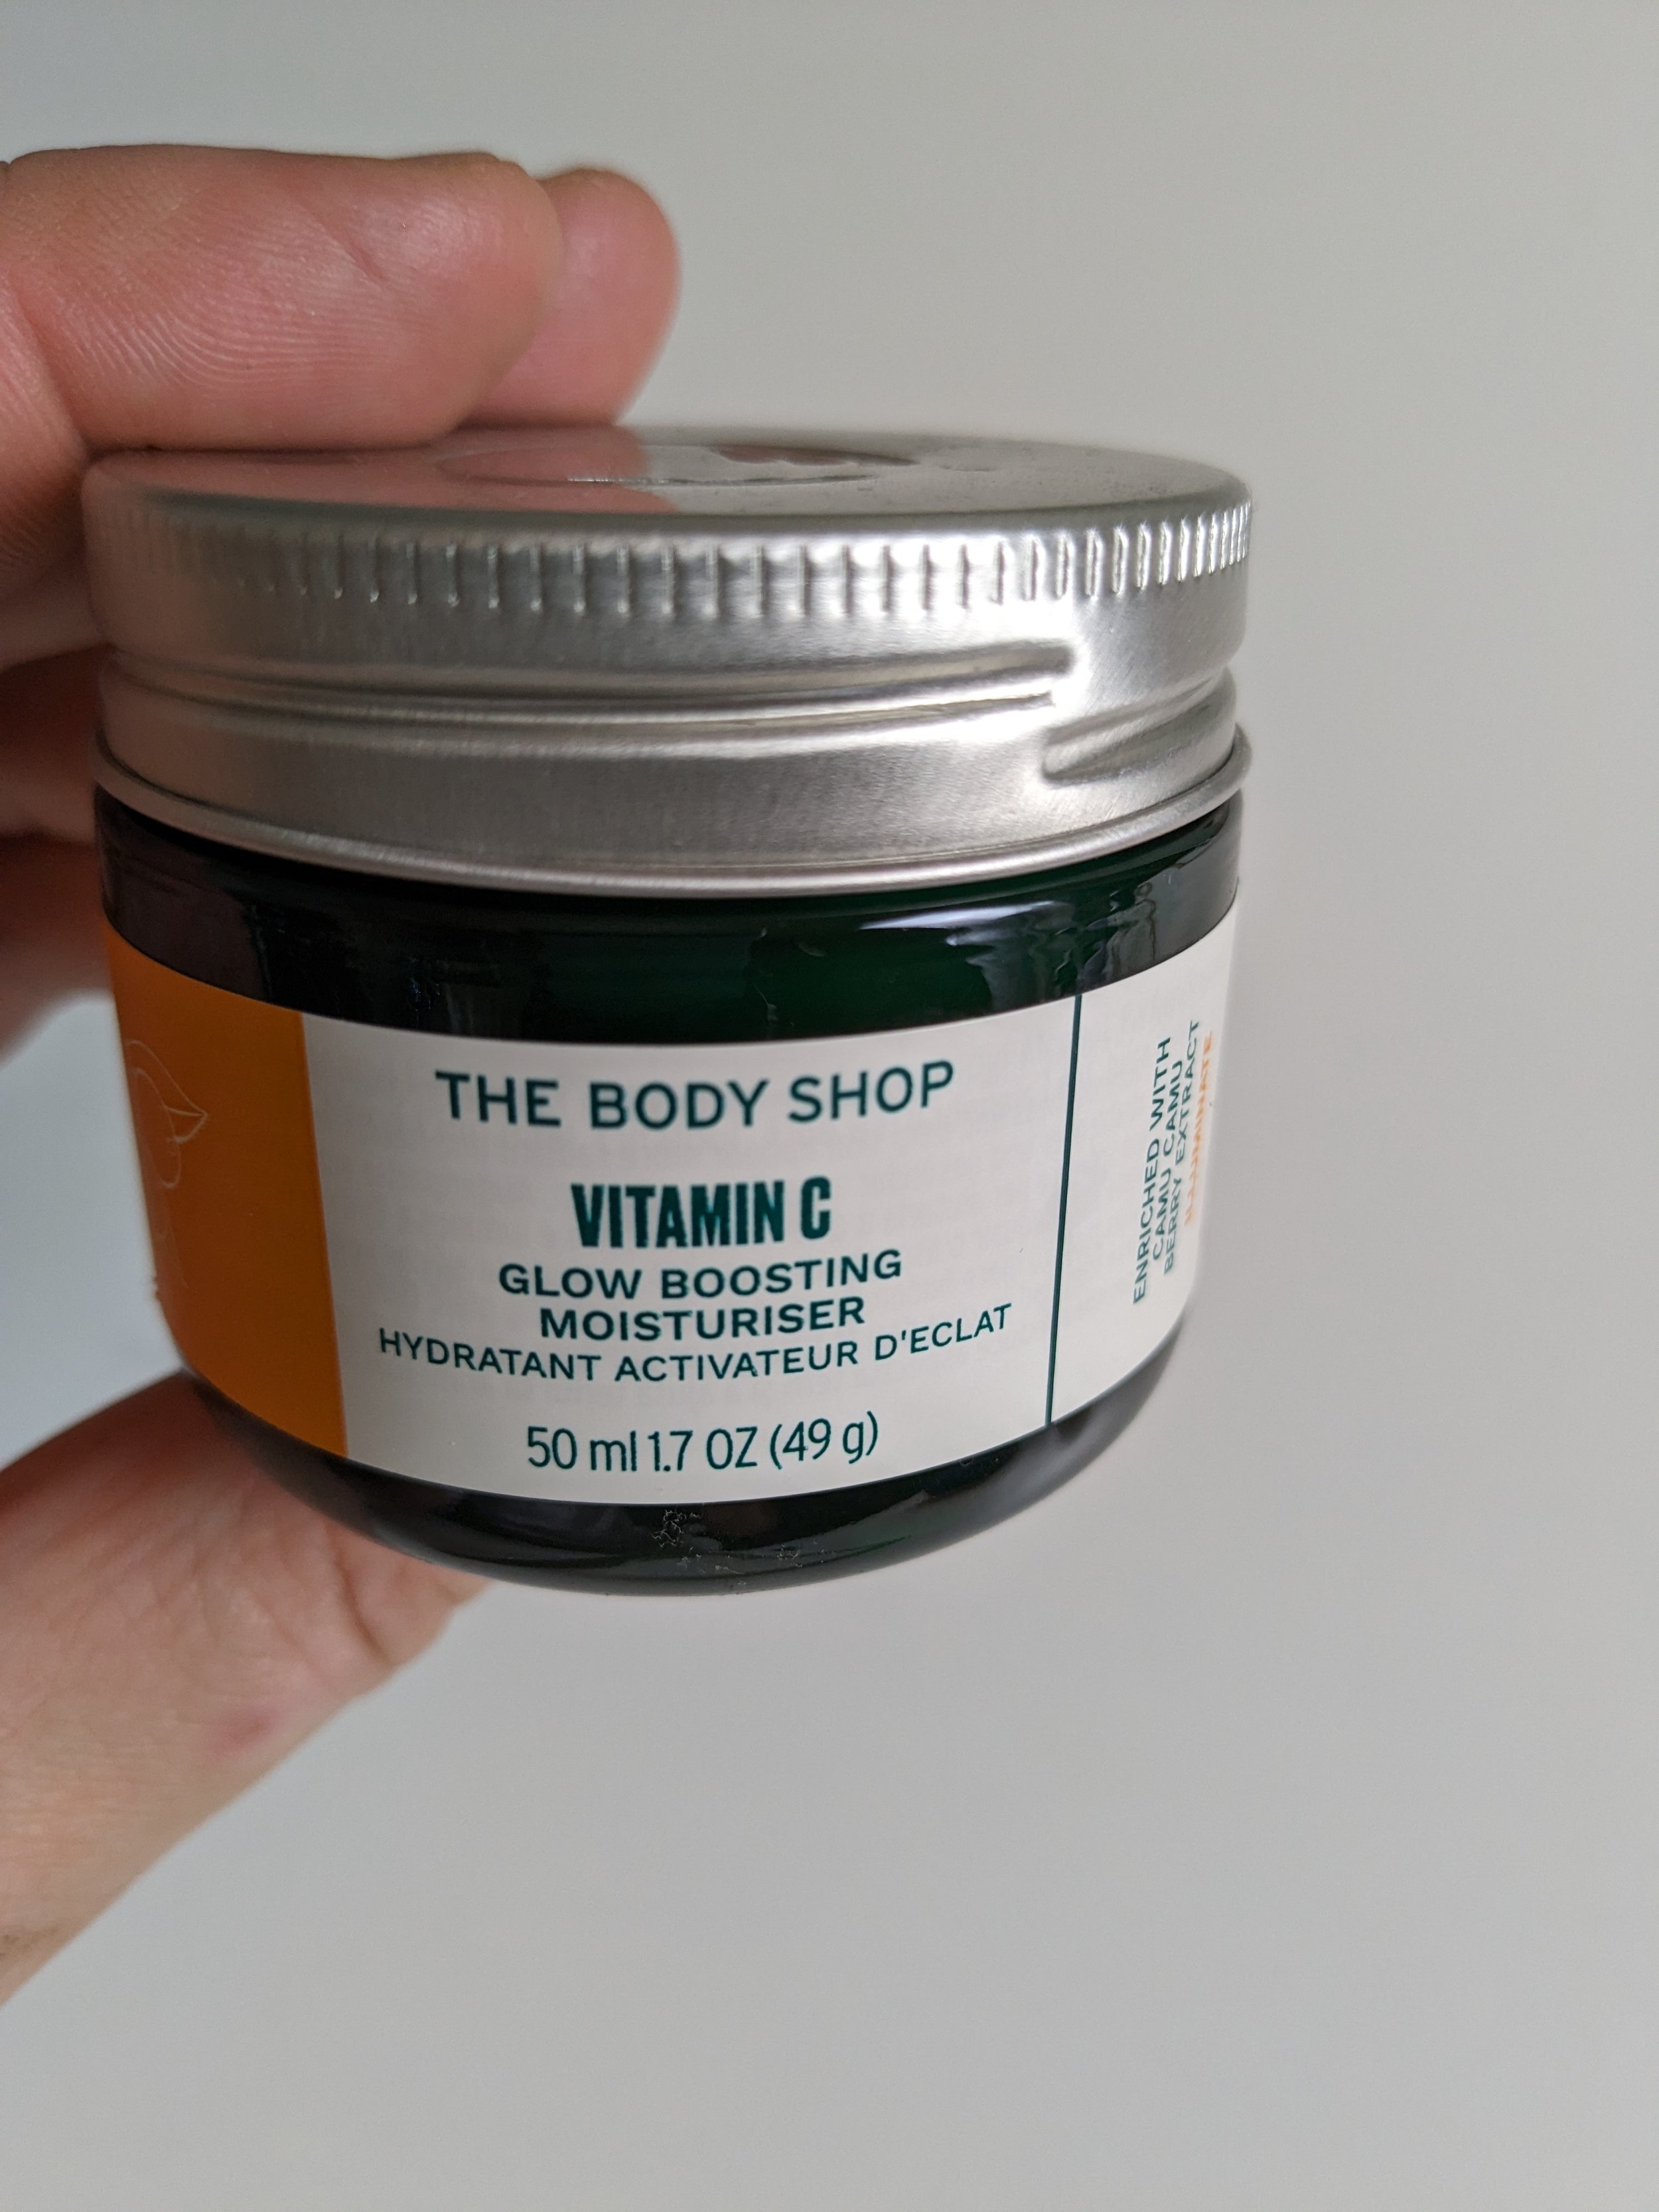 THE BODY SHOP
VITAMIN C
GLOW BOOSTING
MOISTURISER
HYDRATANT ACTIVATEUR D'ECLAT
50 ml 1.7 OZ (49 g)
ENRICHED WITH
CAMU CAMU
BERRY EXTRACT
ILLUMINATE